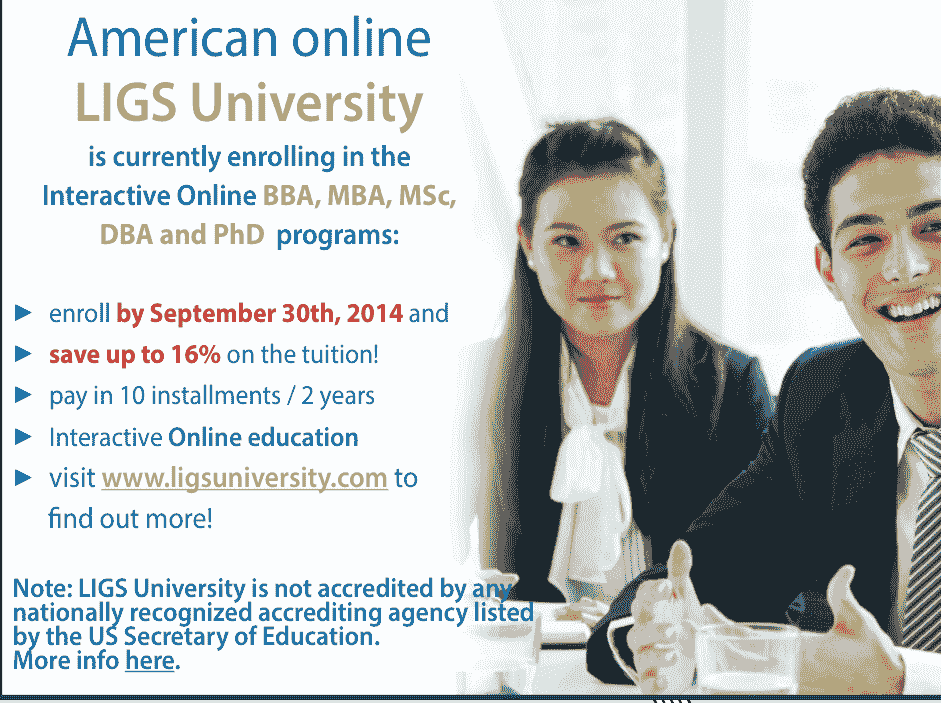 American online
LIGS University
is currently enrolling in the
Interactive Online BBA, MBA, MSc,
DBA and PhD programs:
► enroll by September 30th, 2014 and
► save up to 16% on the tuition!
► pay in 10 installments / 2 years
► Interactive Online education
► visit www.ligsuniversity.com to
find out more!
Note: LIGS University is not accredited by any
nationally recognized accrediting agency listed
by the US Secretary of Education.
More info here.